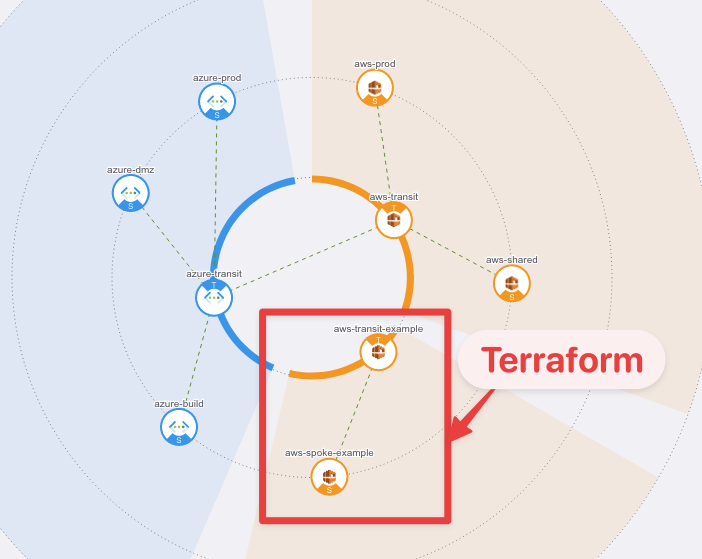 aws-prod
S
azure-prod
S
azure-dmz
S
aws-transit
T
aws-shared
S
azure-transit
T
aws-transit-example
T
Terraform
azure-build
S
aws-spoke-example
S